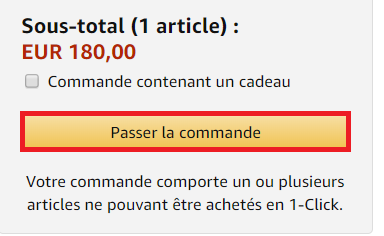 Sous-total (1 article) :
EUR 180,00
Commande contenant un cadeau
Passer la commande
Votre commande comporte un ou plusieurs
articles ne pouvant être achetés en 1-Click.